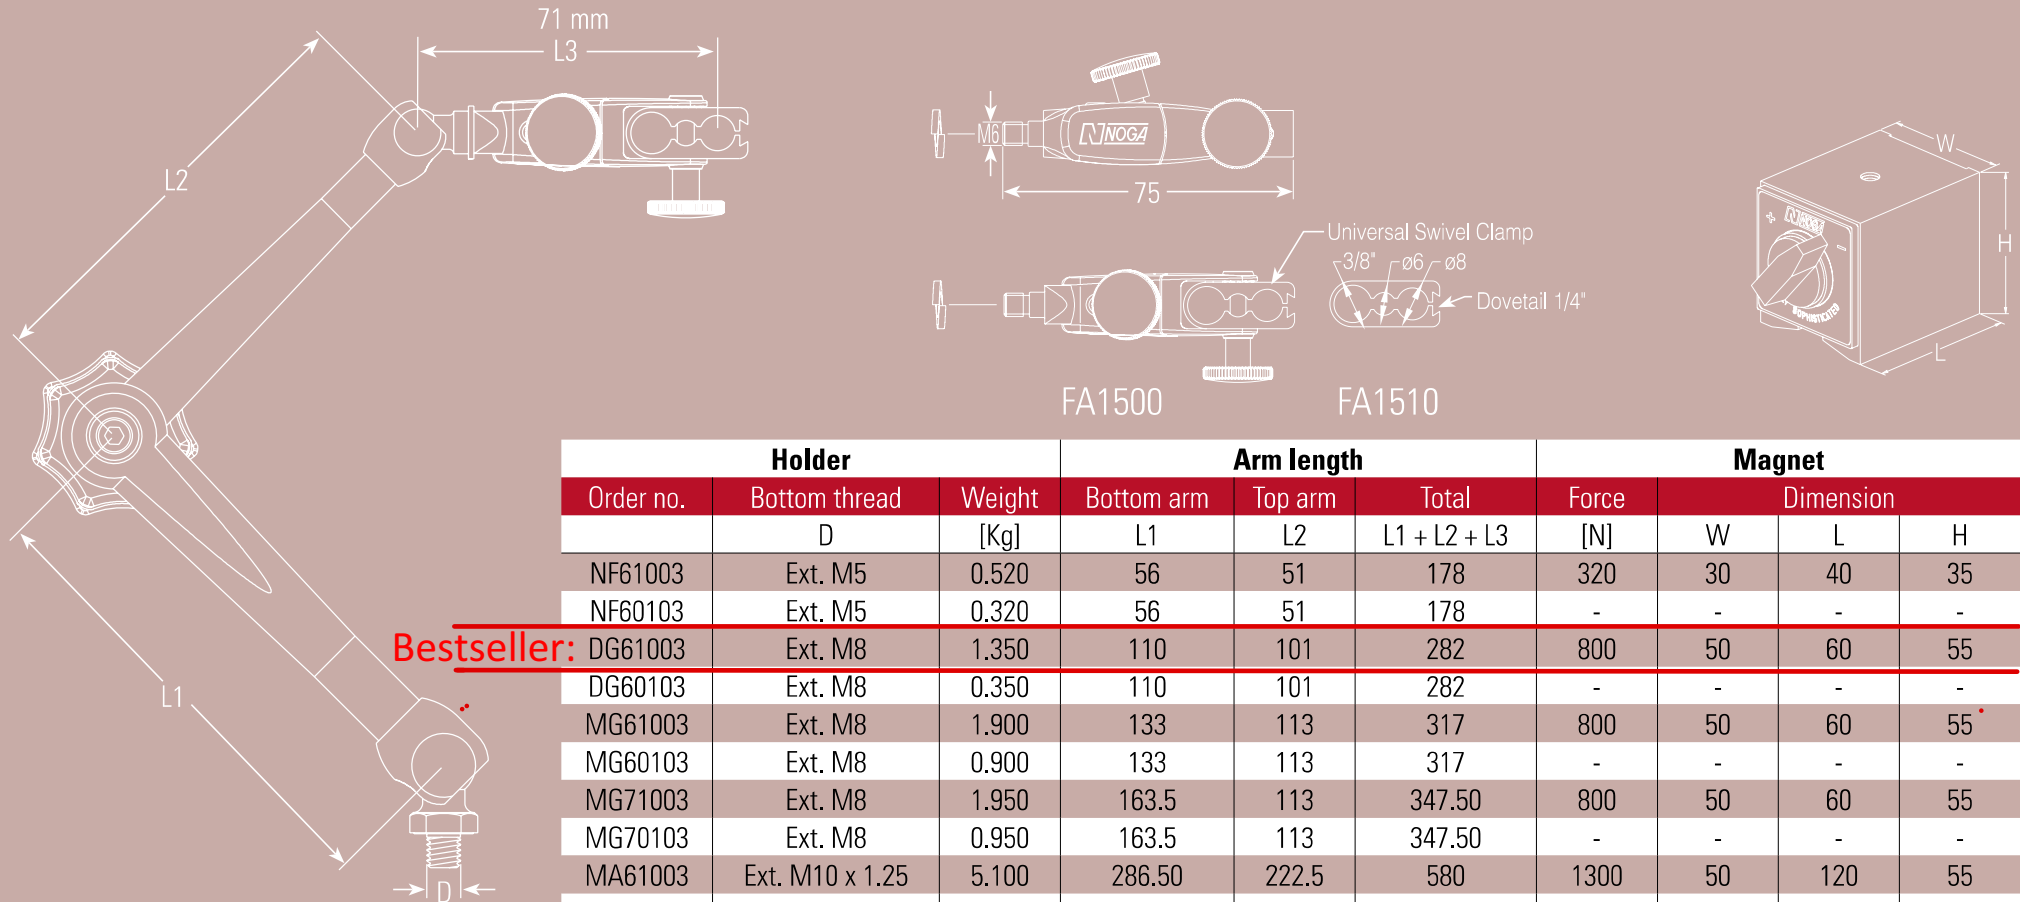 71 mm
L3
L2
L1
D
M6
NOGA
75
Universal Swivel Clamp
3/8" ø6 ø8
Dovetail 1/4"
FA1500 FA1510
W
H
L
+ NOGA -
SOPHISTICATED
Holder Arm length Magnet
Order no. Bottom thread Weight Bottom arm Top arm Total Force Dimension
D [Kg] L1 L2 L1 + L2 + L3 [N] W L H
NF61003 Ext. M5 0.520 56 51 178 320 30 40 35
NF60103 Ext. M5 0.320 56 51 178 - - - -
Bestseller: DG61003 Ext. M8 1.350 110 101 282 800 50 60 55
DG60103 Ext. M8 0.350 110 101 282 - - - -
MG61003 Ext. M8 1.900 133 113 317 800 50 60 55
MG60103 Ext. M8 0.900 133 113 317 - - - -
MG71003 Ext. M8 1.950 163.5 113 347.50 800 50 60 55
MG70103 Ext. M8 0.950 163.5 113 347.50 - - - -
MA61003 Ext. M10 x 1.25 5.100 286.50 222.5 580 1300 50 120 55